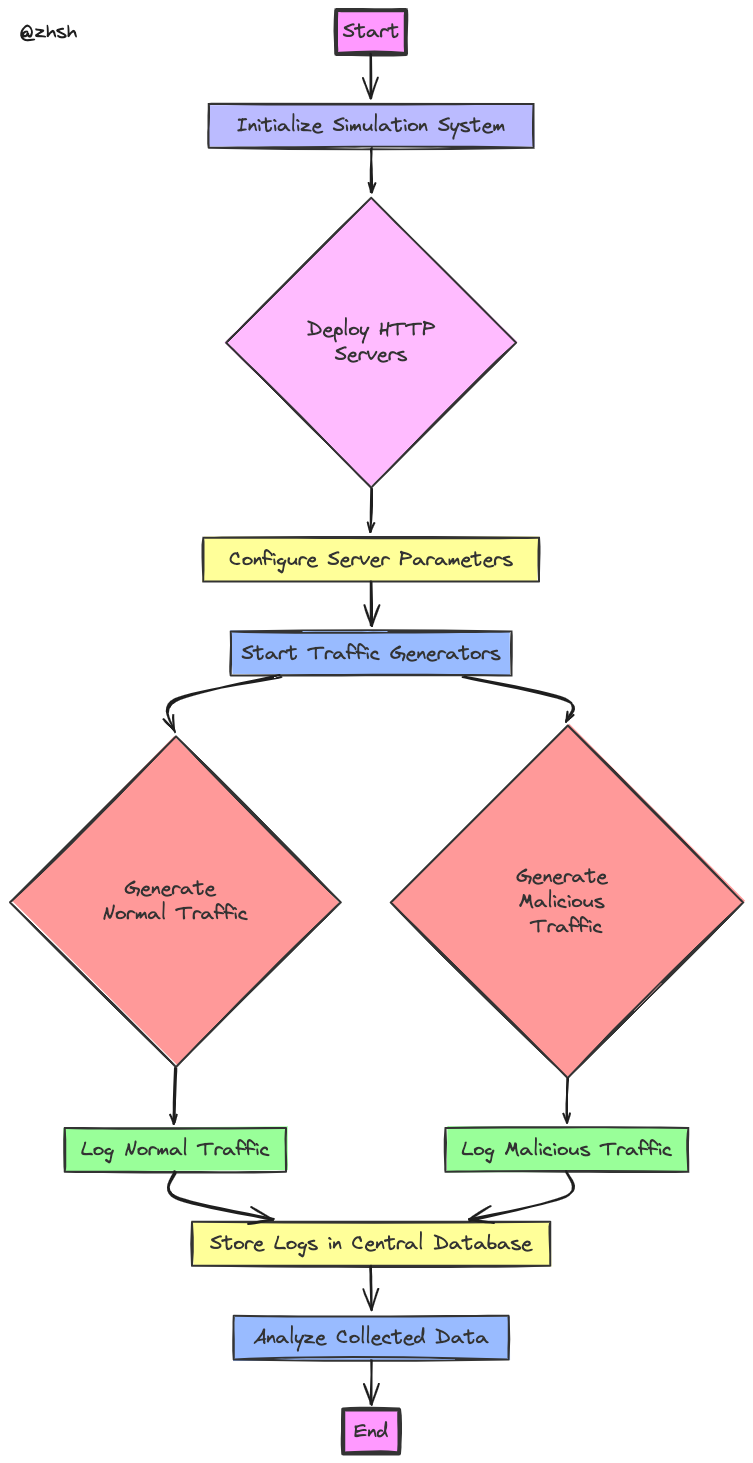 @zhsh
Start
Initialize Simulation System
Deploy HTTP
Servers
Configure Server Parameters
Start Traffic Generators
Generate
Normal Traffic
Generate
Malicious
Traffic
Log Normal Traffic
Log Malicious Traffic
Store Logs in Central Database
Analyze Collected Data
End